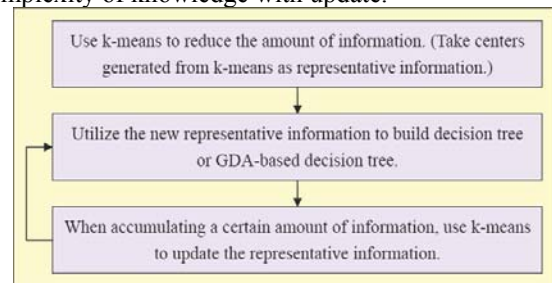 complexity of knowledge with update.
Use k-means to reduce the amount of information. (Take centers
generated from k-means as representative information.)
Utilize the new representative information to build decision tree
or GDA-based decision tree.
When accumulating a certain amount of information, use k-means
to update the representative information.